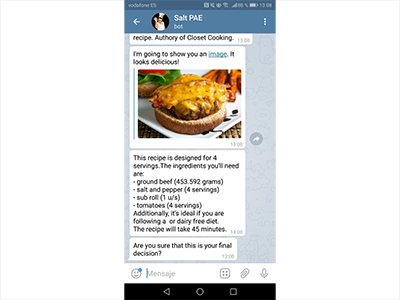 vodafone ES
13:08
Salt PAE
bot
recipe. Authory of Closet Cooking.
13:08
I'm going to show you an image. It
looks delicious!
13:08
This recipe is designed for 4
servings.The ingredients you'll need
are:
- ground beef (453.592 grams)
- salt and pepper (4 servings)
- sub roll (1 u/s)
- tomatoes (4 servings)
Additionally, it's ideal if you are
following a  or dairy free diet.
The recipe will take 45 minutes.
13:08
Are you sure that this is your final
decision?
13:08
Mensaje